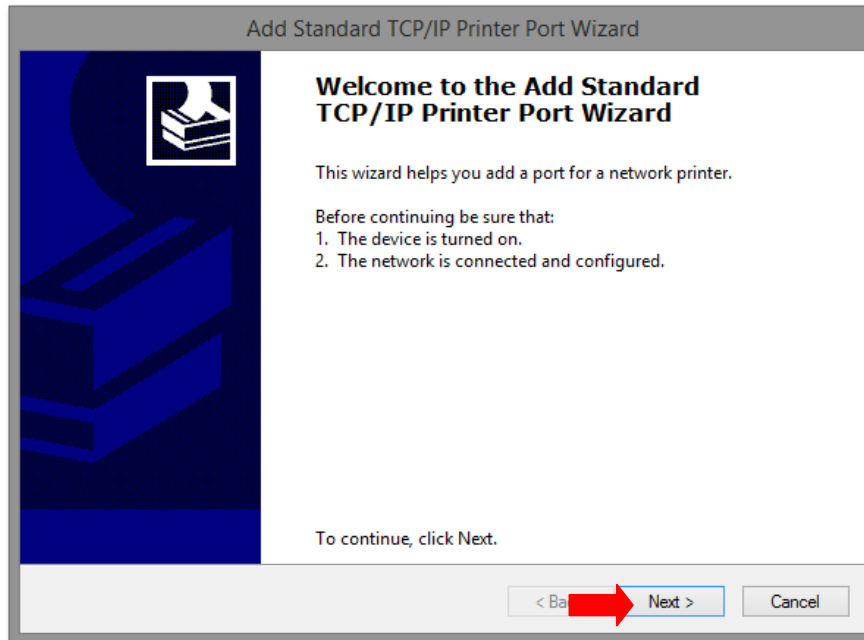 Add Standard TCP/IP Printer Port Wizard
Welcome to the Add Standard
TCP/IP Printer Port Wizard
This wizard helps you add a port for a network printer.
Before continuing be sure that:
1. The device is turned on.
2. The network is connected and configured.
To continue, click Next.
< Ba Next > Cancel